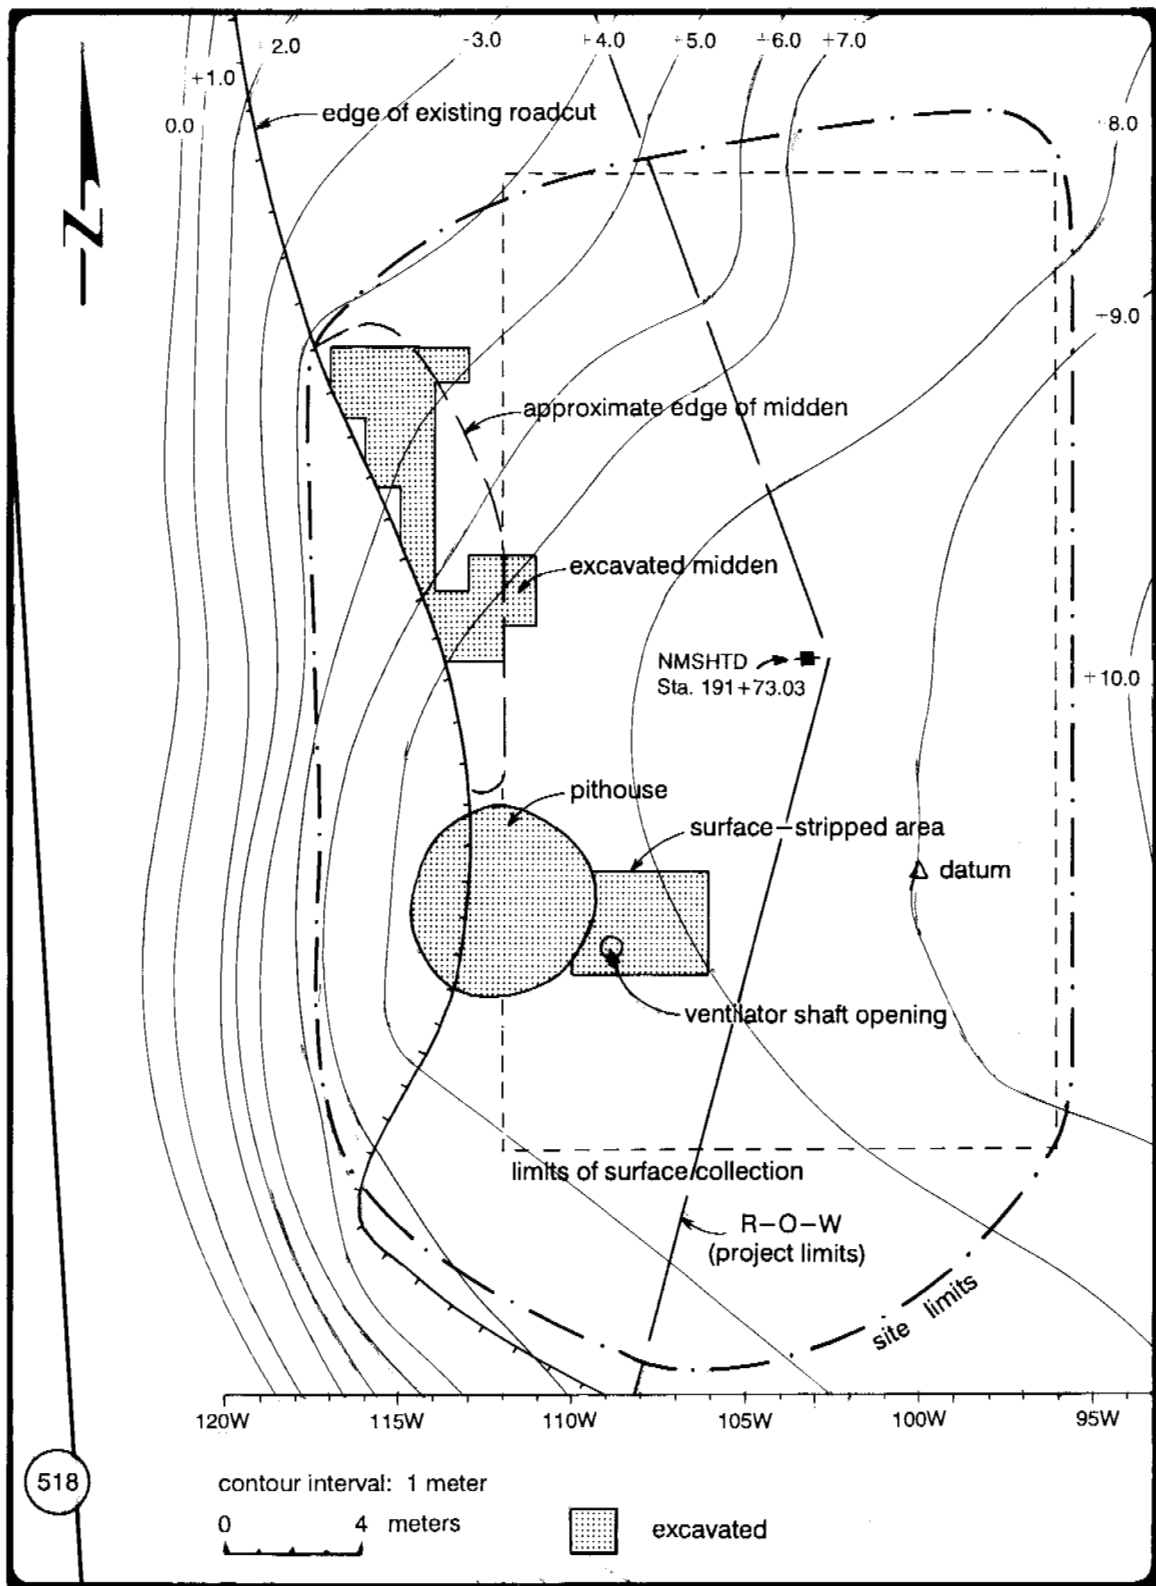 +2.0
-3.0
+4.0
+5.0
+6.0
+7.0
+1.0
edge of existing roadcut
0.0
+8.0
N
+9.0
approximate edge of midden
excavated midden
NMSHTD
Sta. 191+73.03
+10.0
pithouse
surface-stripped area
datum
ventilator shaft opening
limits of surface collection
R-O-W
(project limits)
site limits
120W 115W 110W 105W 100W 95W
518
contour interval: 1 meter
0 4 meters
excavated